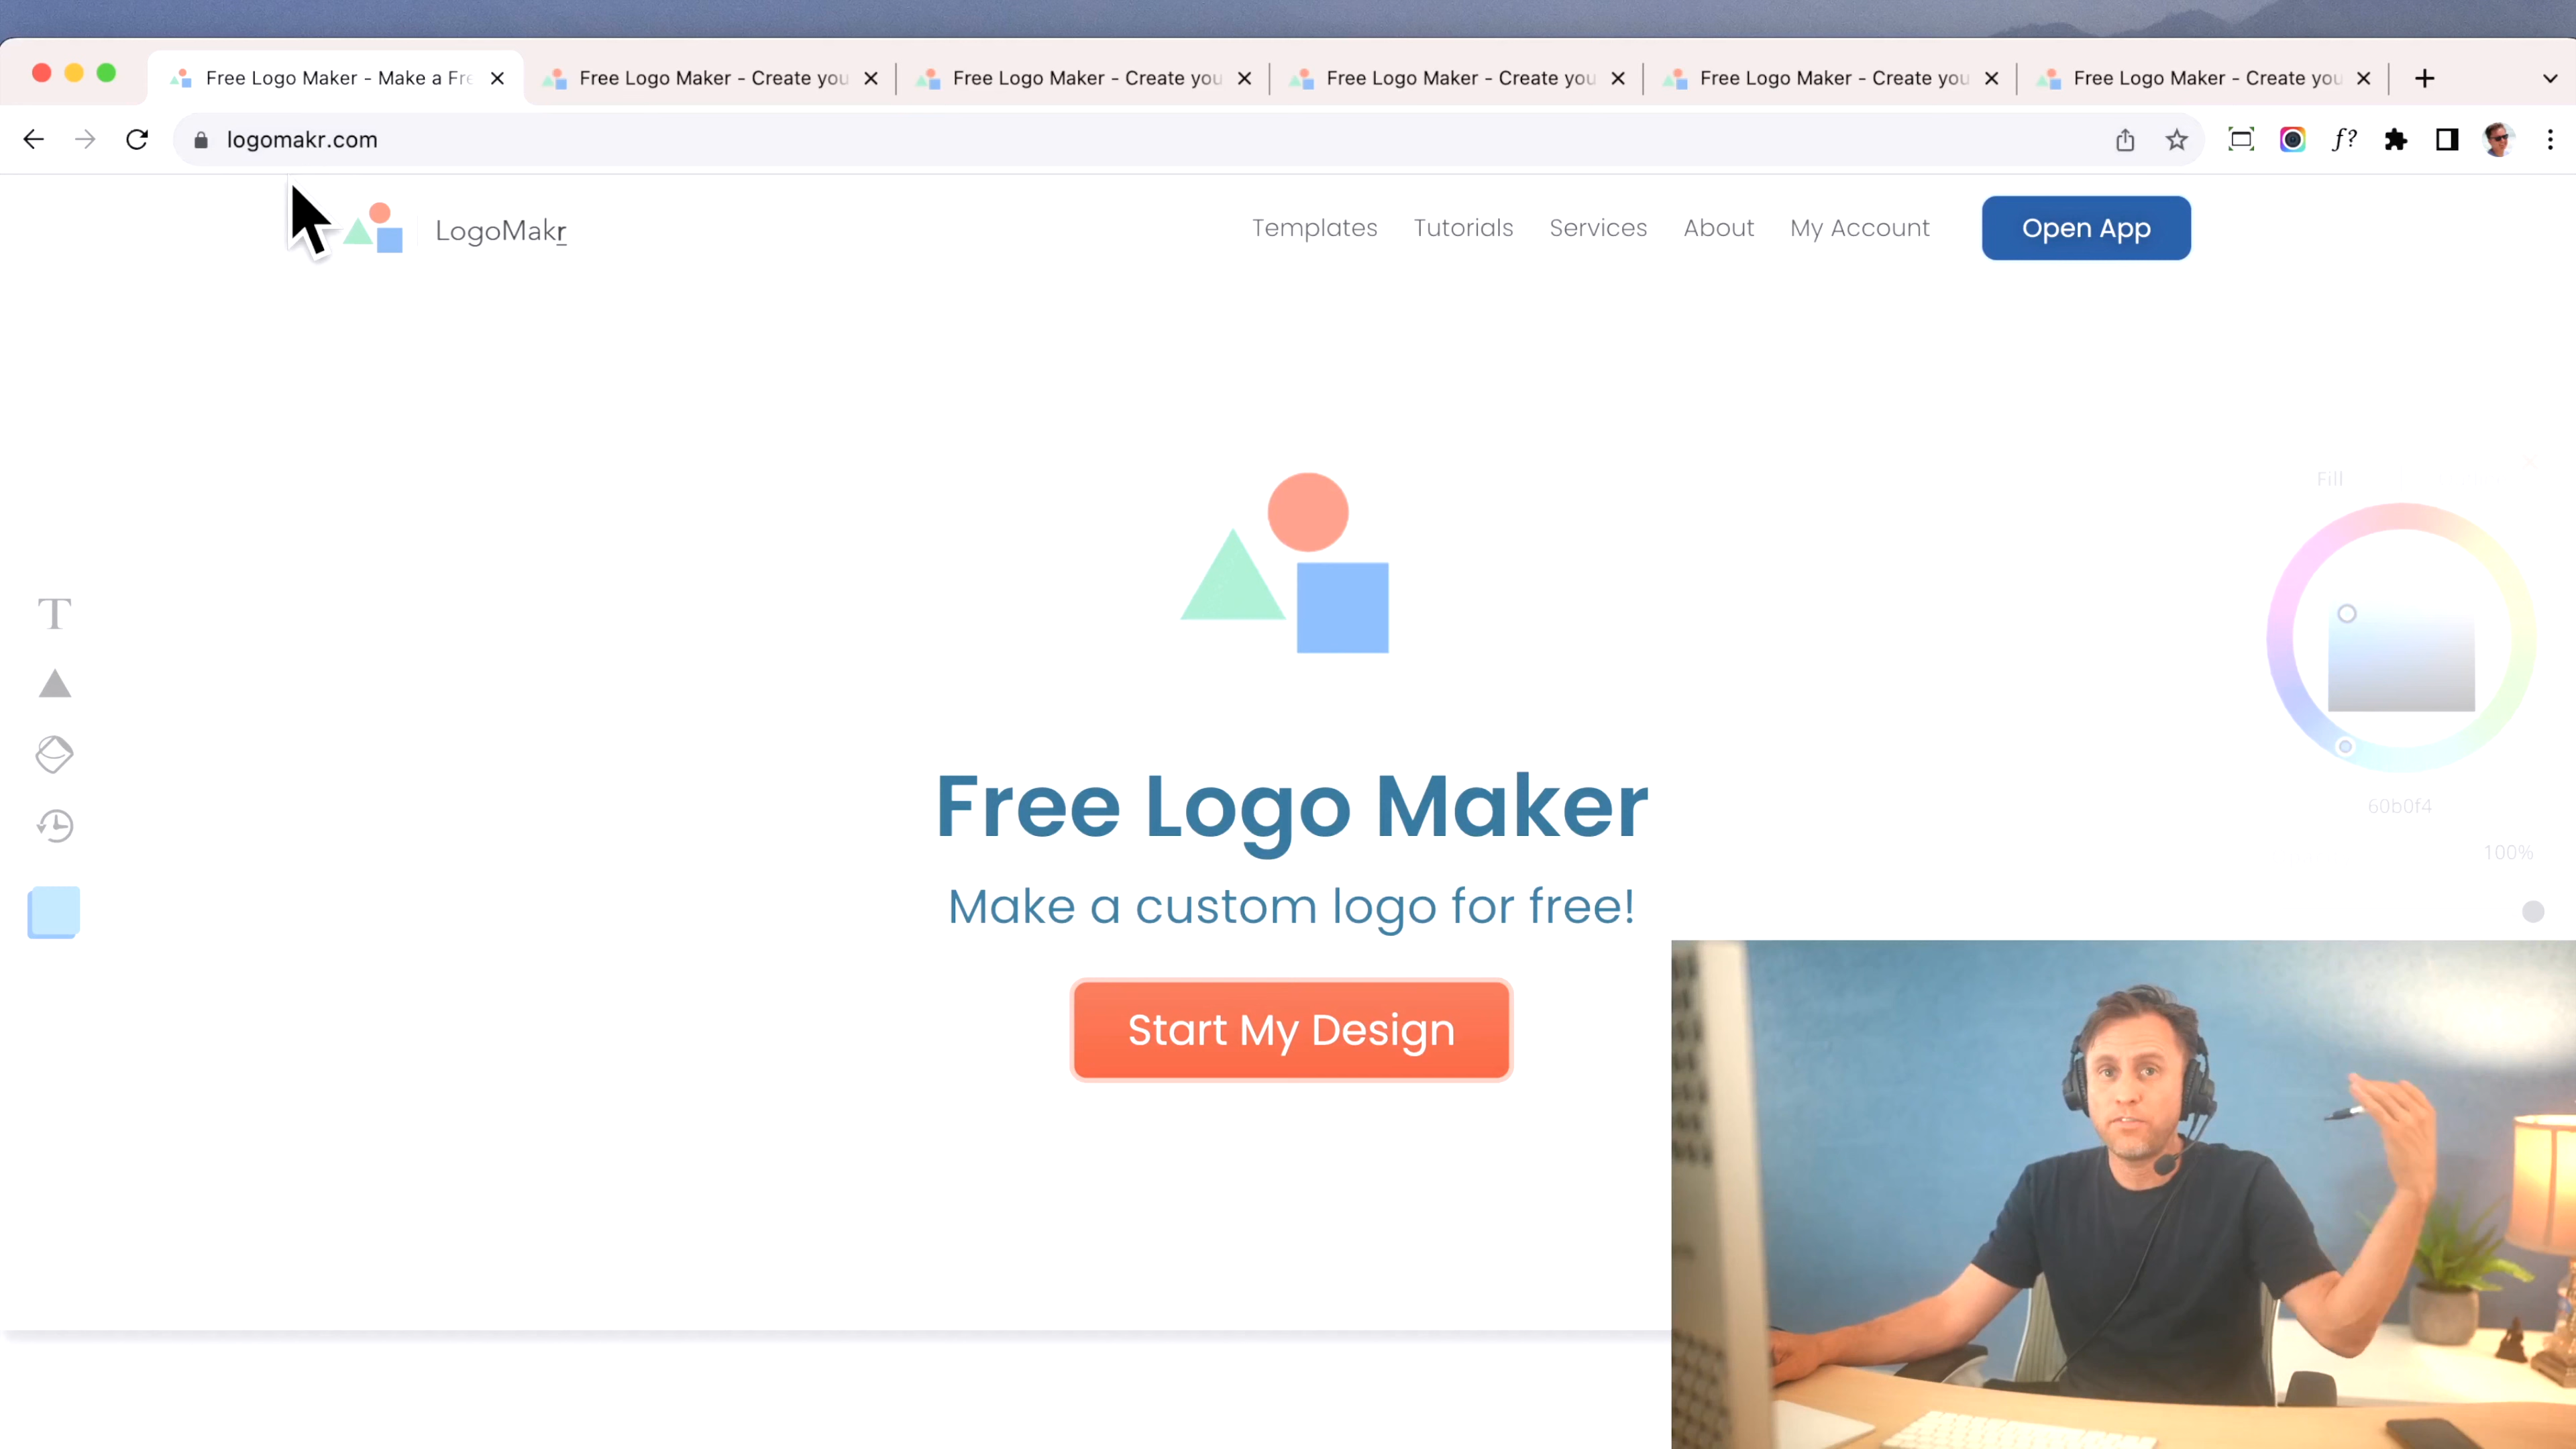 Free Logo Maker - Make a Fre
Free Logo Maker - Create you
Free Logo Maker - Create you
Free Logo Maker - Create you
Free Logo Maker - Create you
Free Logo Maker - Create you
logomakr.com
f?
LogoMakr
Templates Tutorials Services About My Account Open App
Fill
T
60b0f4
100%
Free Logo Maker
Make a custom logo for free!
Start My Design